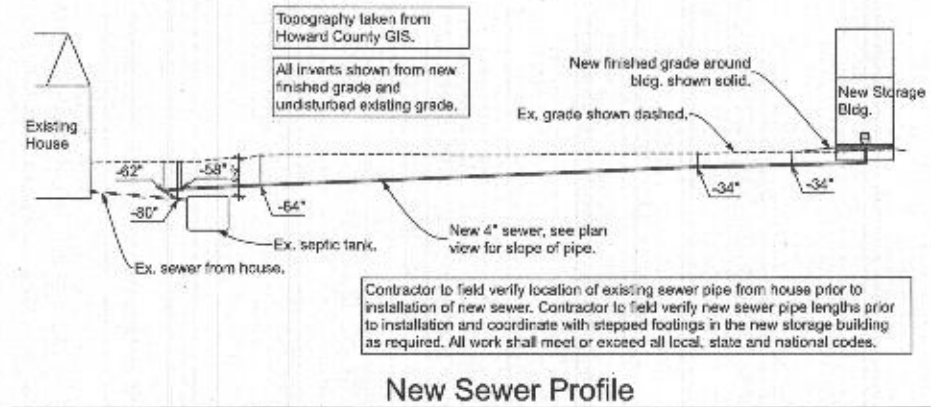 Topography taken from
Howard County GIS.
All inverts shown from new
finished grade and
undisturbed existing grade.
New finished grade around
bldg. shown solid.
Ex. grade shown dashed.
New Storage
Bldg.
Existing
House
-62"
-58"
-80"
-64"
-34"
-34"
New 4" sewer, see plan
view for slope of pipe.
Ex. septic tank.
Ex. sewer from house.
Contractor to field verify location of existing sewer pipe from house prior to
installation of new sewer. Contractor to field verify new sewer pipe lengths prior
to installation and coordinate with stepped footings in the new storage building
as required. All work shall meet or exceed all local, state and national codes.
New Sewer Profile